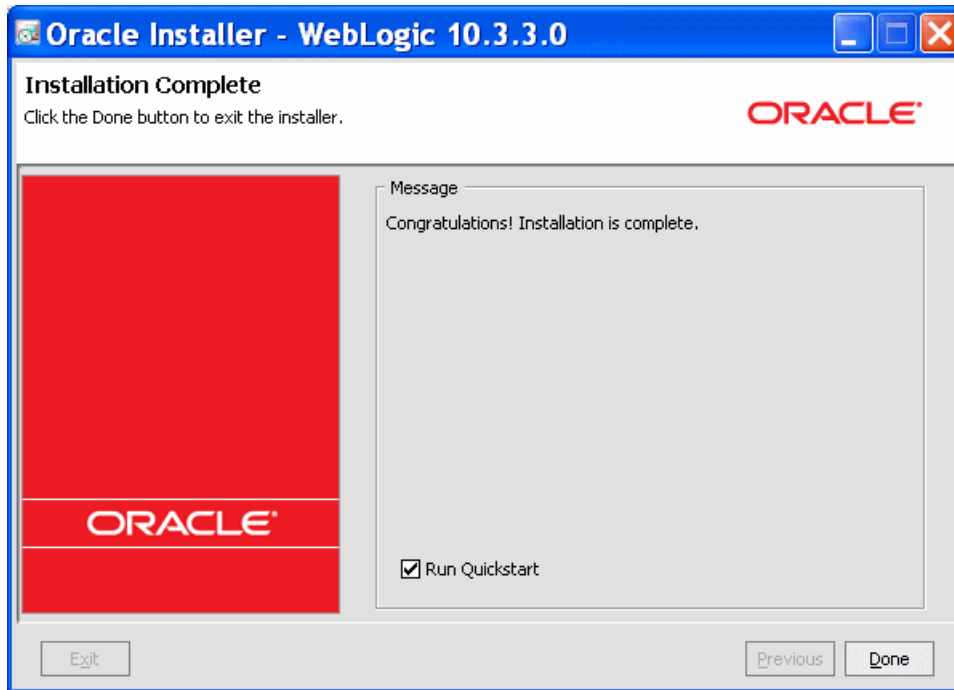 Oracle Installer - WebLogic 10.3.3.0
Installation Complete
Click the Done button to exit the installer.
ORACLE
Message
Congratulations! Installation is complete.
ORACLE
Run Quickstart
Exit
Previous
Done